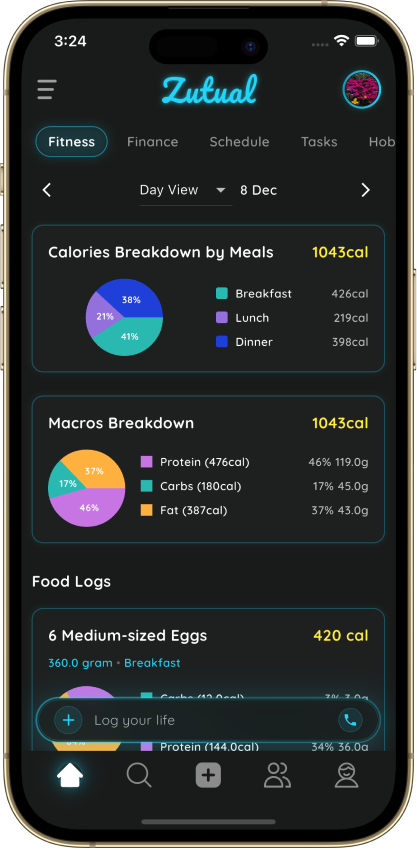 3:24
Zutual
Fitness Finance Schedule Tasks Hob
Day View 8 Dec
Calories Breakdown by Meals 1043cal
38%
21%
41%
Breakfast 426cal
Lunch 219cal
Dinner 398cal
Macros Breakdown 1043cal
37%
17%
46%
Protein (476cal) 46% 119.0g
Carbs (180cal) 17% 45.0g
Fat (387cal) 37% 43.0g
Food Logs
6 Medium-sized Eggs 420 cal
360.0 gram • Breakfast
Carbs (12.0cal) 3% 3.0g
Log your life
Protein (144.0cal) 34% 36.0g